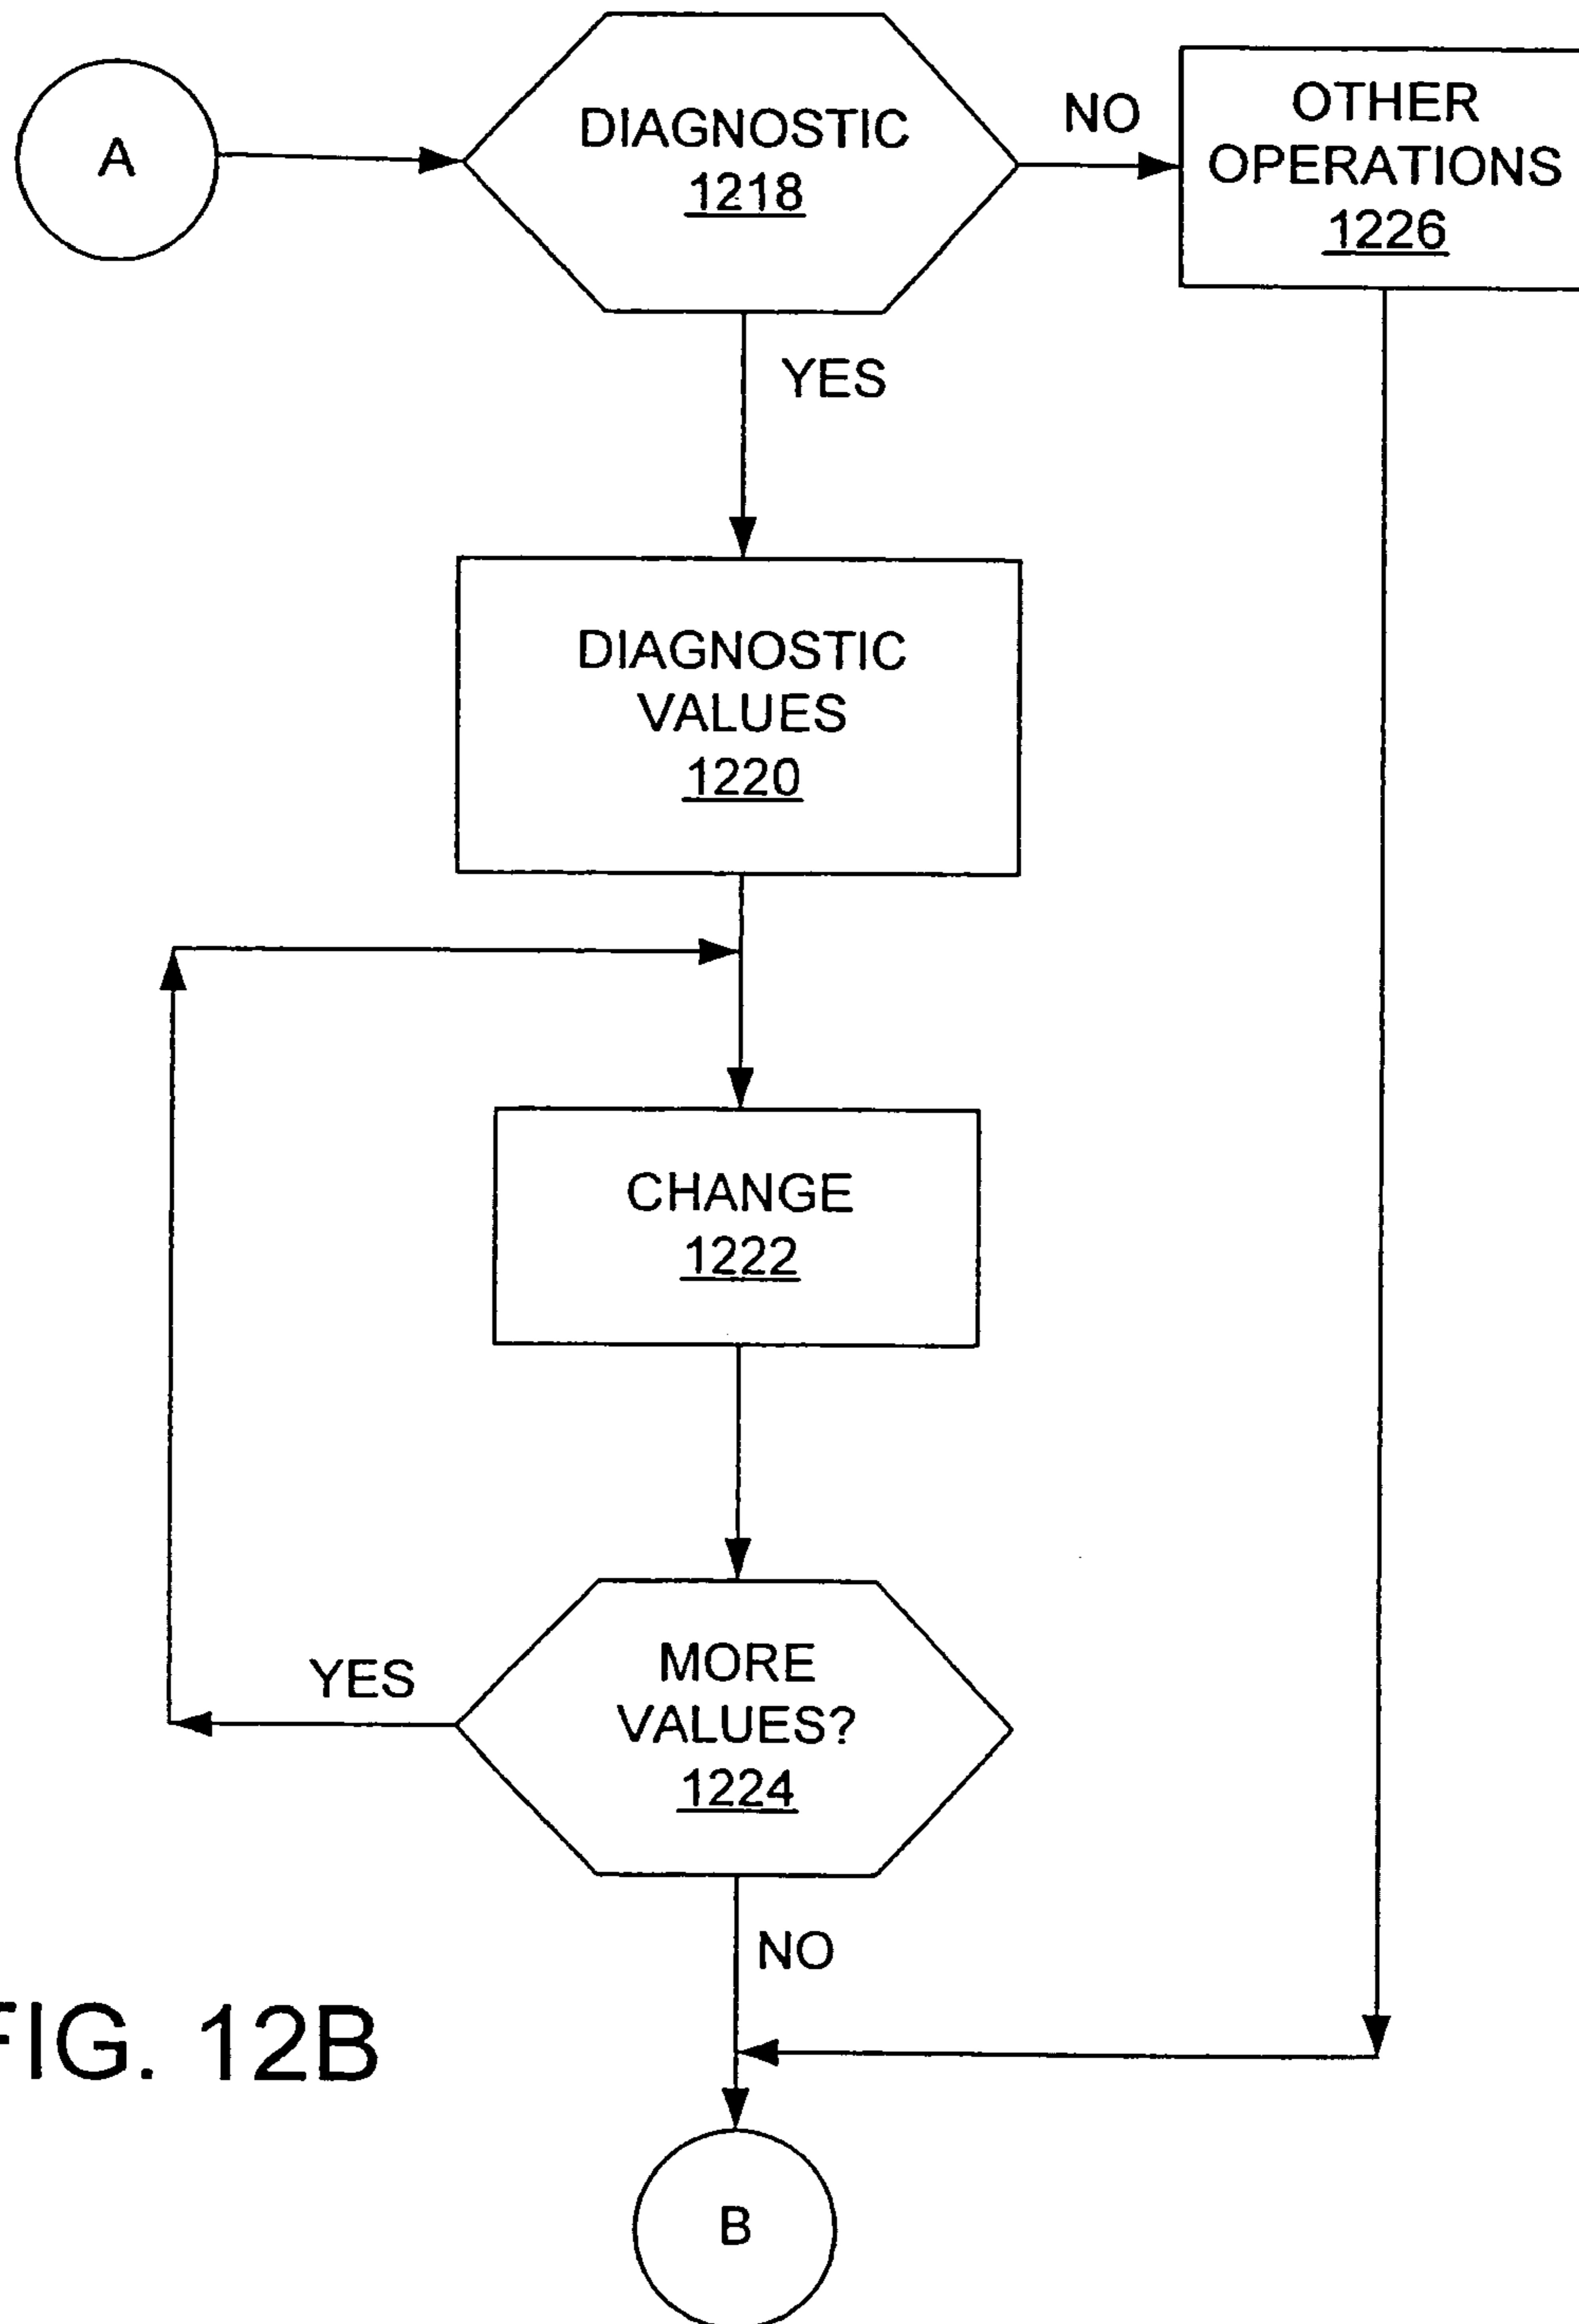 A
DIAGNOSTIC
1218
NO
OTHER
OPERATIONS
1226
YES
DIAGNOSTIC
VALUES
1220
CHANGE
1222
YES
MORE
VALUES?
1224
NO
FIG. 12B
B